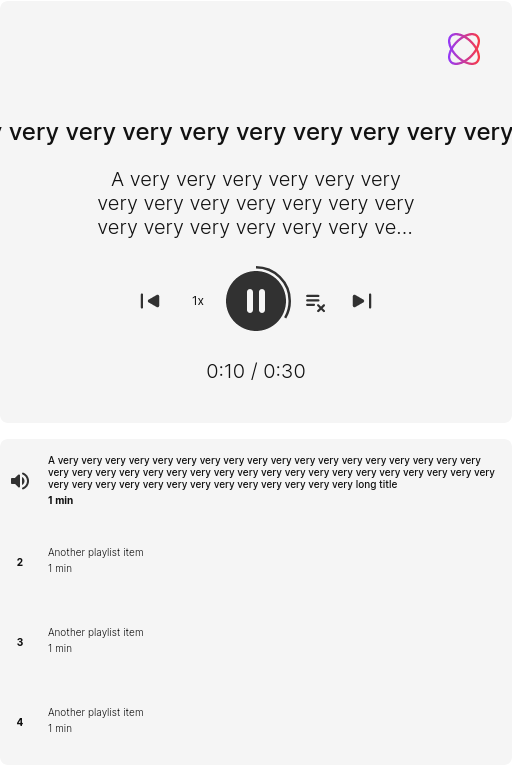 very very very very very very very very very
A very very very very very very
very very very very very very very
very very very very very very ve...
1x
0:10 / 0:30
A very very very very very very very very very very very very very very very very very very
very very very very very very very very very very very very very very very very very very very
very very very very very very very very very very very very very long title
1 min
2
Another playlist item
1 min
3
Another playlist item
1 min
4
Another playlist item
1 min